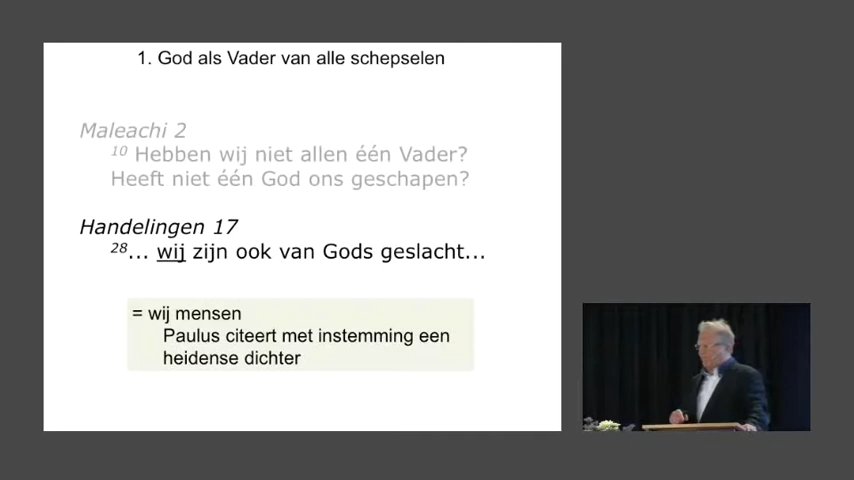 1. God als Vader van alle schepselen
Maleachi 2
10 Hebben wij niet allen één Vader?
Heeft niet één God ons geschapen?
Handelingen 17
28... wij zijn ook van Gods geslacht...
= wij mensen
Paulus citeert met instemming een
heidense dichter